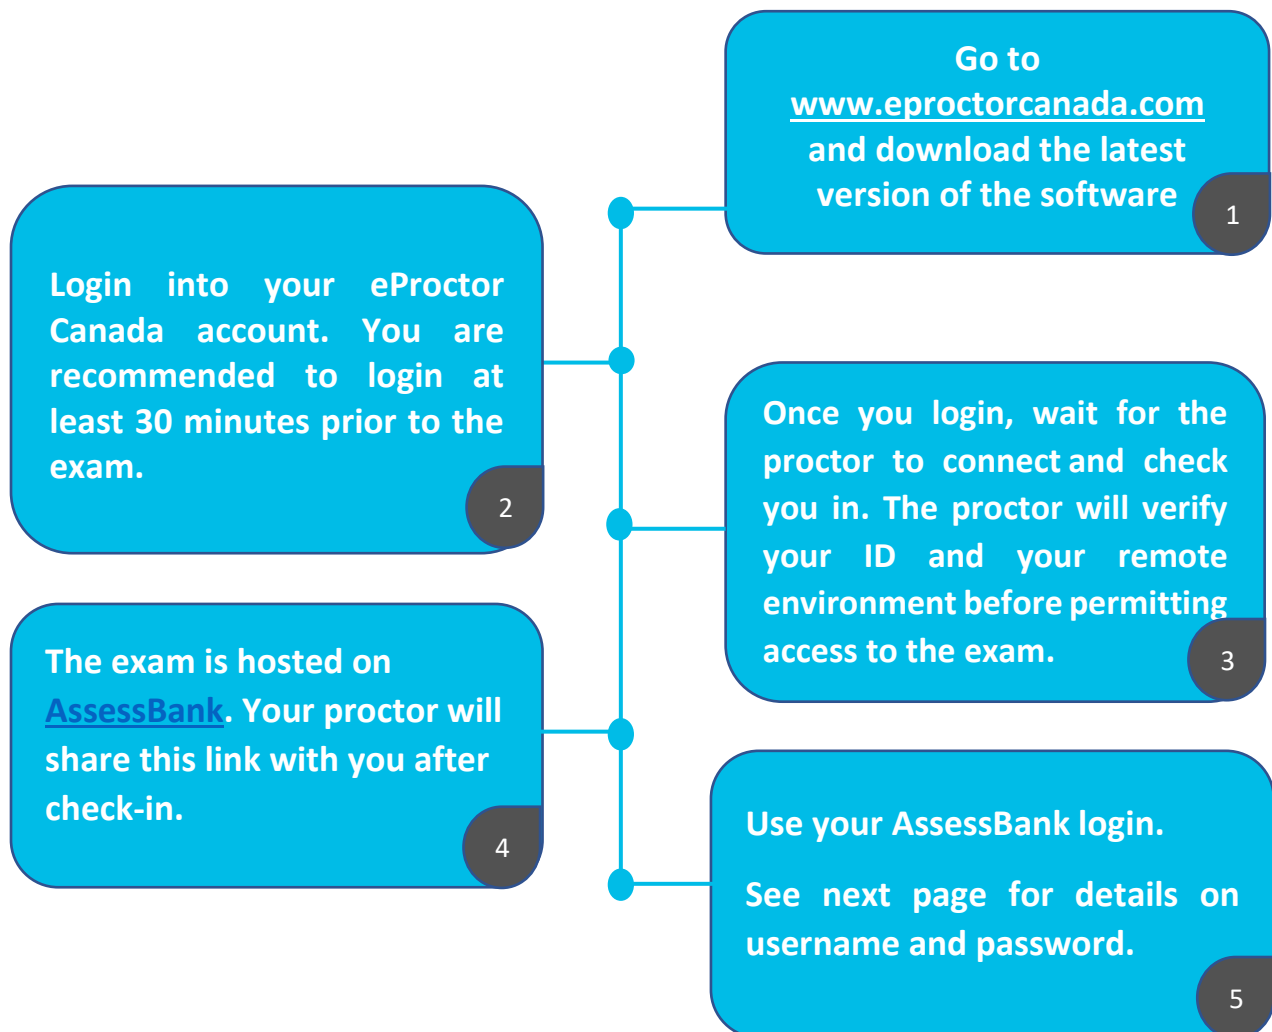 Go to
www.eproctorcanada.com
and download the latest
version of the software
1
Login into your eProctor
Canada account. You are
recommended to login at
least 30 minutes prior to the
exam.
2
Once you login, wait for the
proctor to connect and check
you in. The proctor will verify
your ID and your remote
environment before permitting
access to the exam.
3
The exam is hosted on
AssessBank. Your proctor will
share this link with you after
check-in.
4
Use your AssessBank login.
See next page for details on
username and password.
5